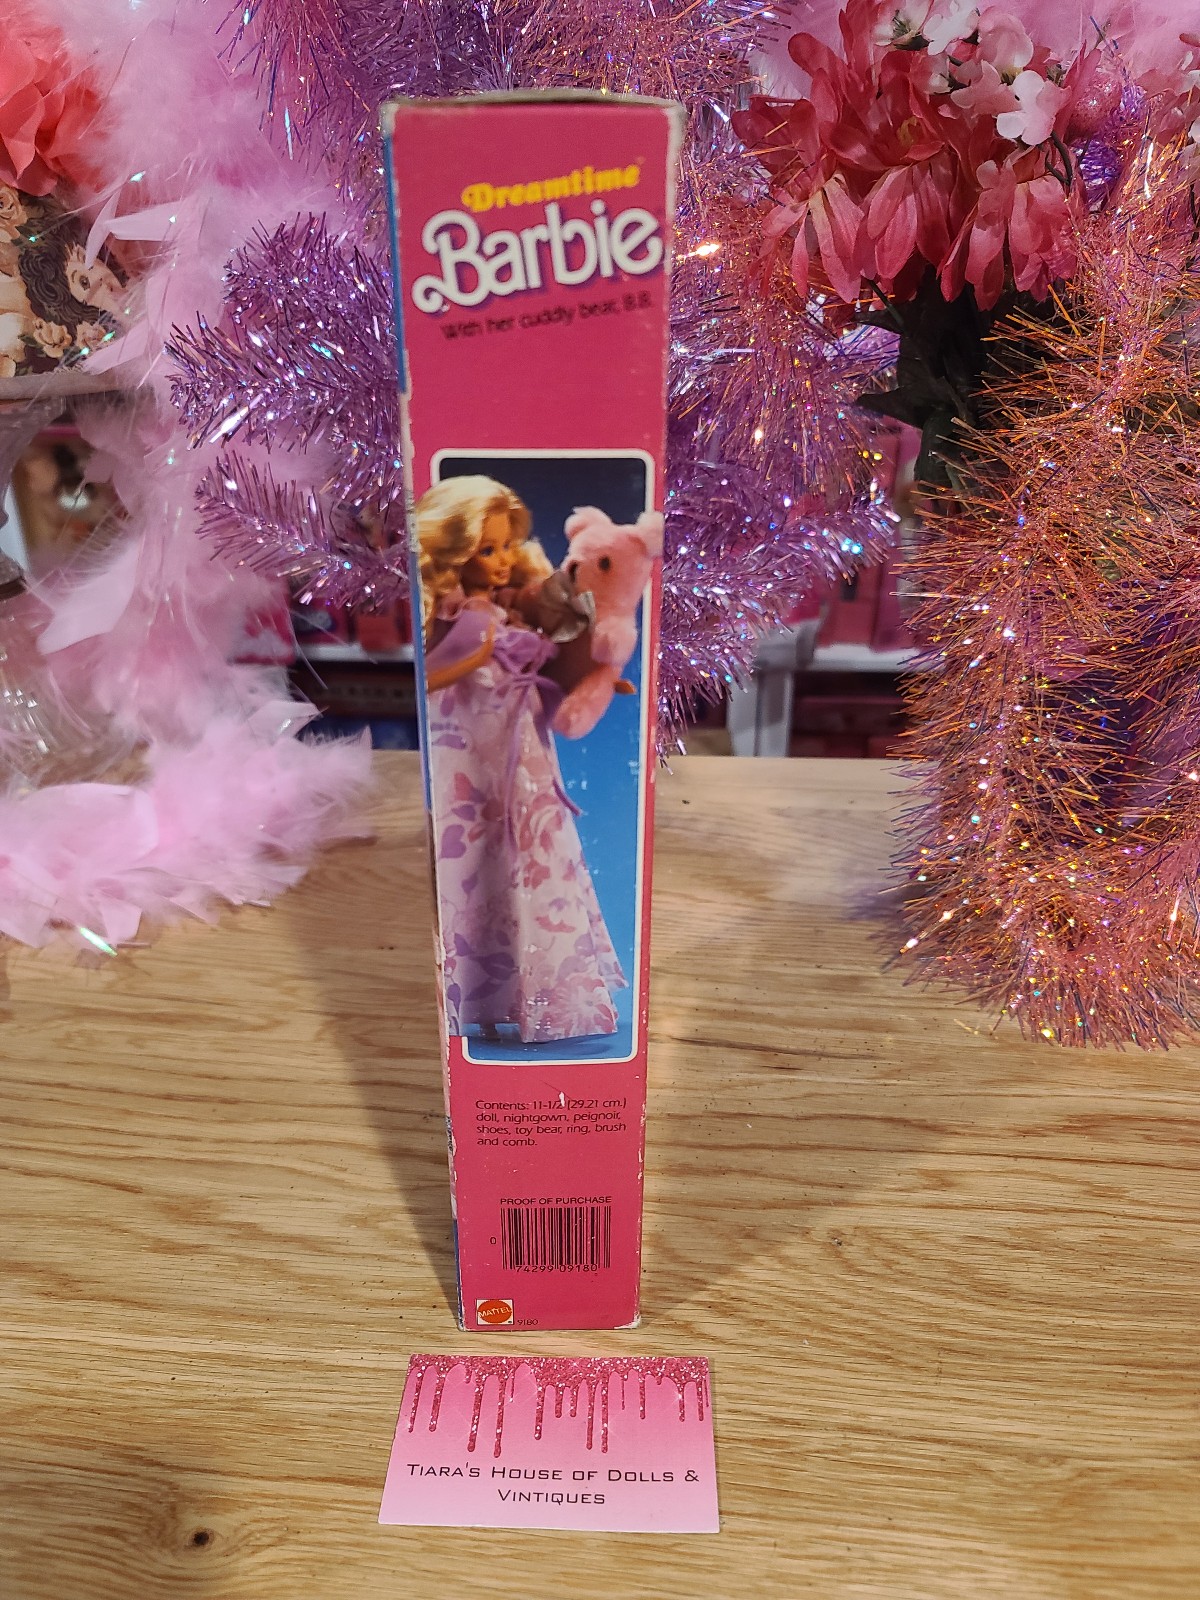 Dreamtime
Barbie
With her cuddly bear, B.B.
Contents: 11-1/2 (29.21 cm.)
doll, nightgown, peignoir,
shoes, toy bear, ring, brush
and comb.
PROOF OF PURCHASE
0 74299 09180
MATTEL 9180
TIARA'S HOUSE OF DOLLS &
VINTIQUES